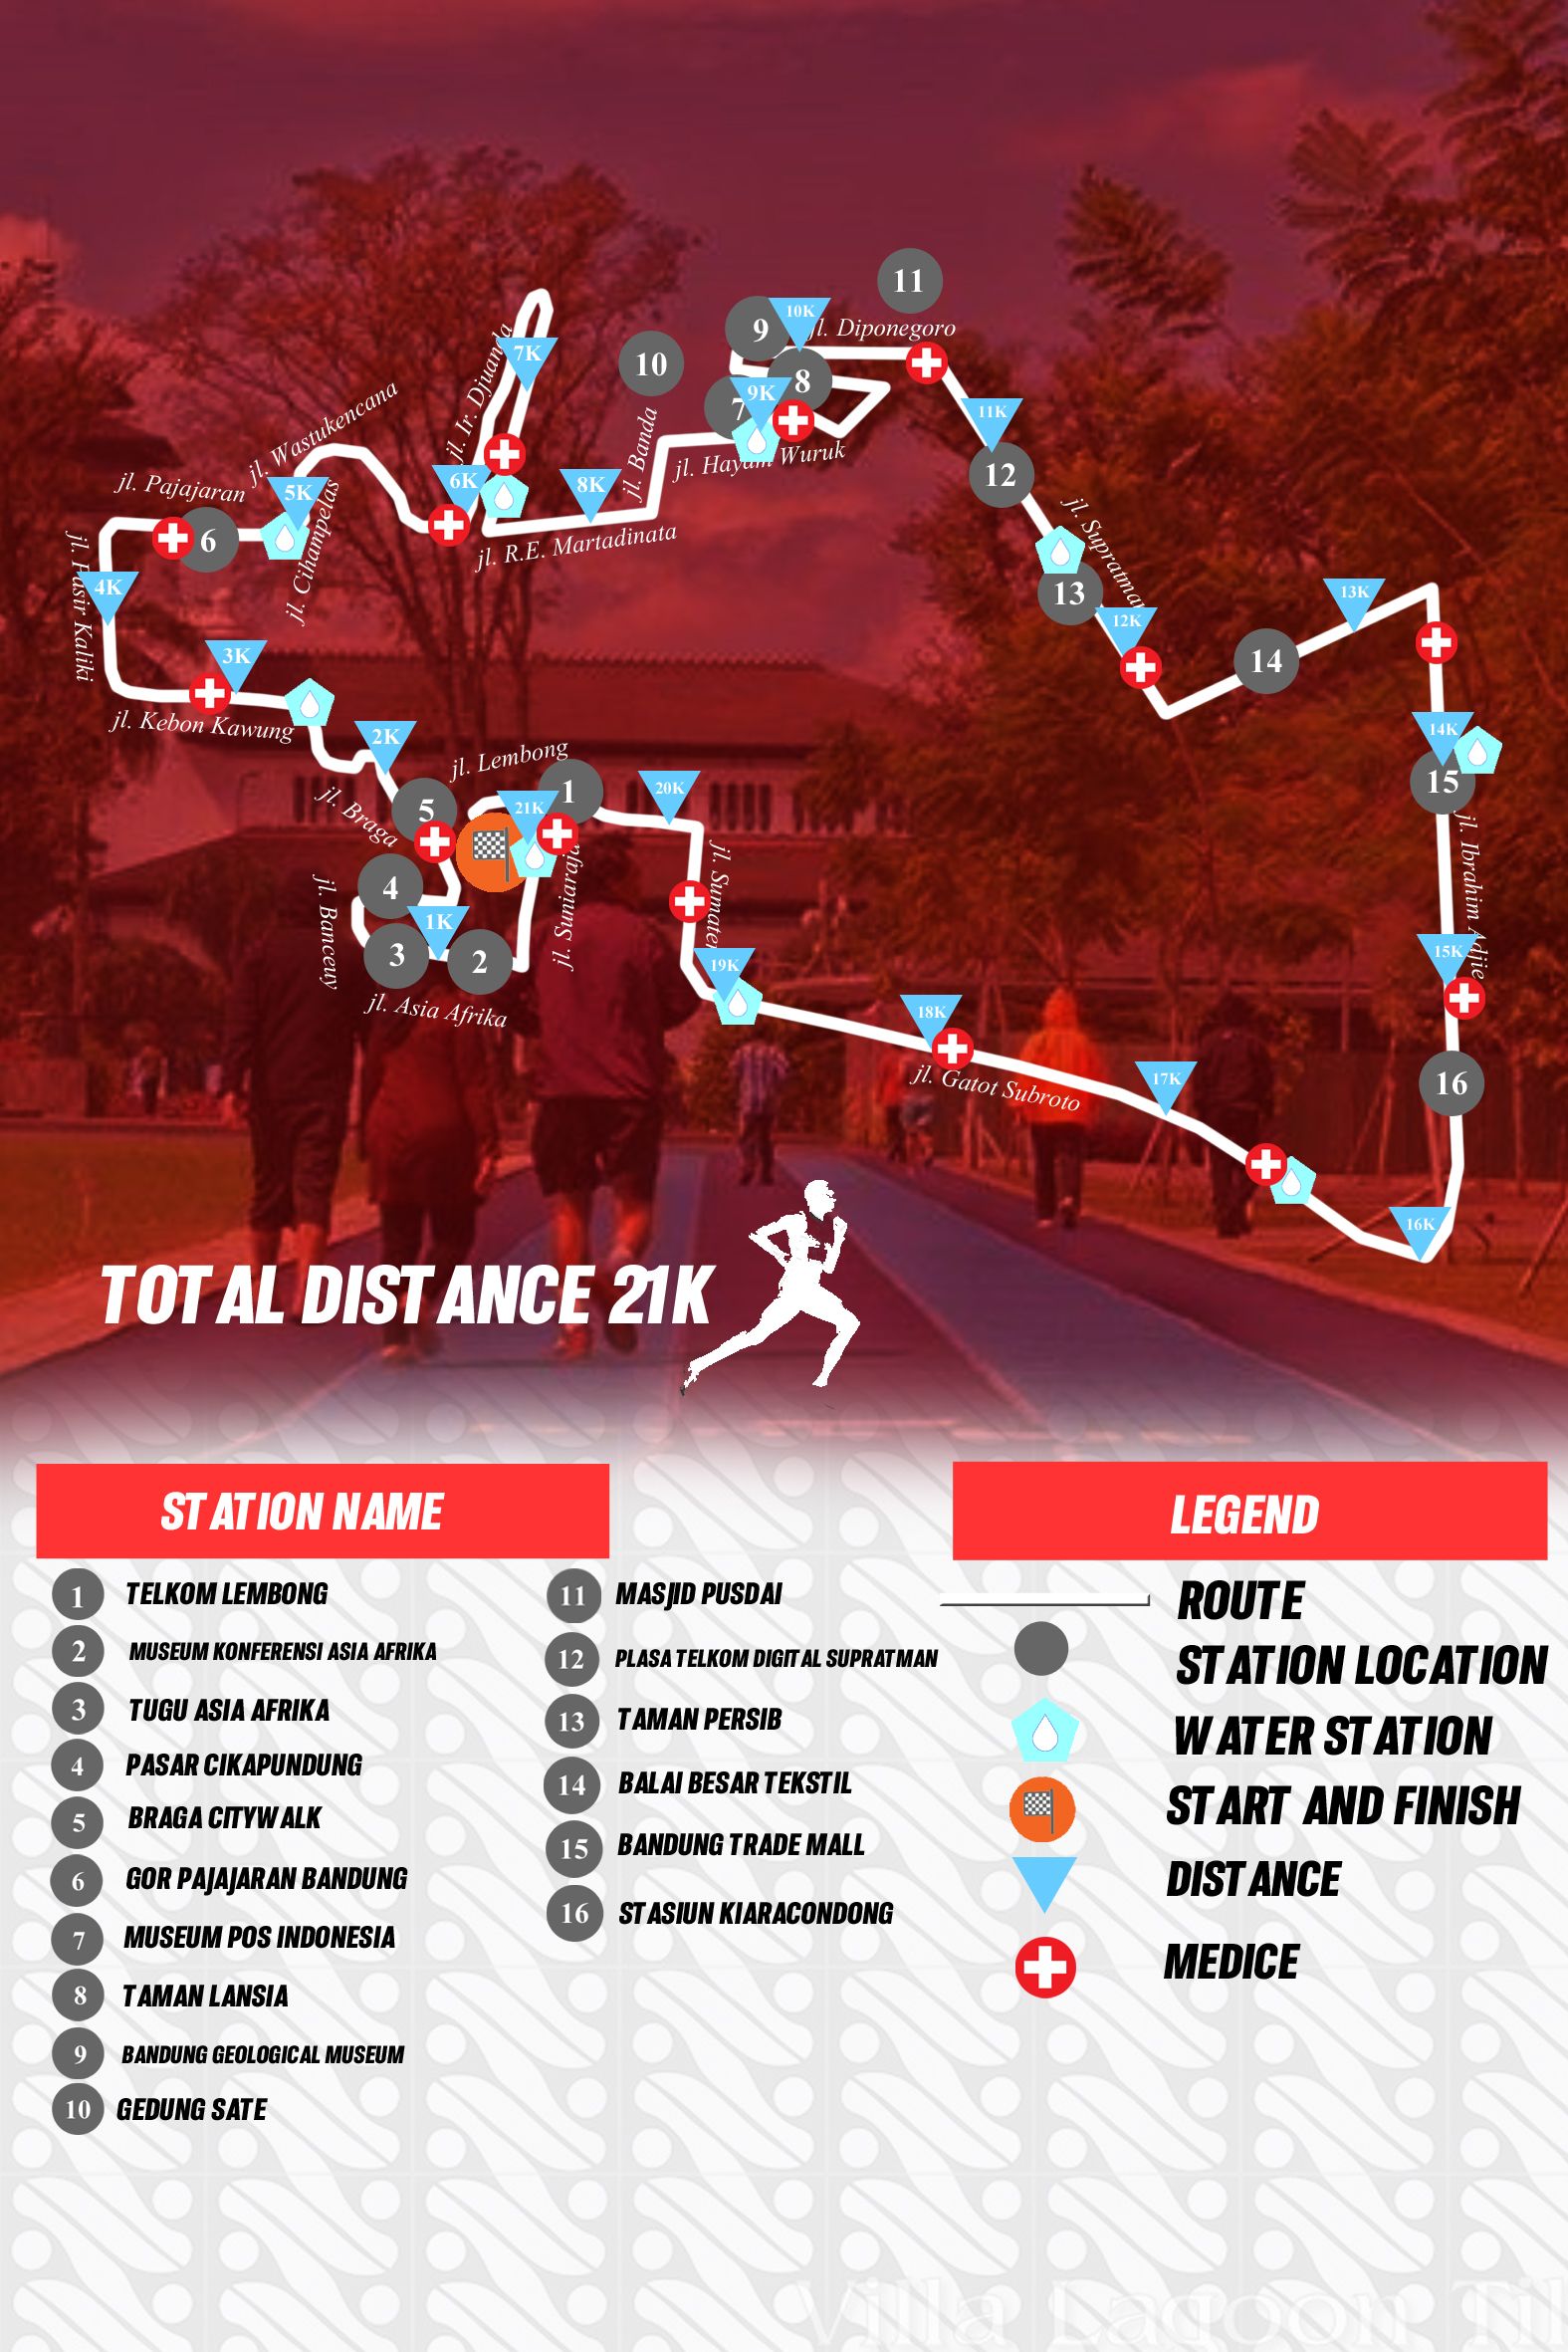 11
9
10K
jl. Diponegoro
10
7K
jl. Ir. Djuanda
8
9K
7
11K
jl. Banda
jl. Hayam Wuruk
jl. Wastukencana
jl. Pajajaran
5K
6K
8K
12
6
jl. Cihampelas
jl. R.E. Martadinata
jl. Supratman
13
4K
jl. Pasir Kaliki
12K
13K
14
3K
jl. Kebon Kawung
2K
jl. Lembong
14K
15
5
1
20K
21K
jl. Braga
jl. Ibrahim Adjie
4
jl. Banceuy
1K
jl. Suniaraja
19K
15K
3
2
jl. Asia Afrika
18K
jl. Gatot Subroto
17K
16
16K
TOTAL DISTANCE 21K
STATION NAME
1 TELKOM LEMBONG
2 MUSEUM KONFERENSI ASIA AFRIKA
3 TUGU ASIA AFRIKA
4 PASAR CIKAPUNDUNG
5 BRAGA CITYWALK
6 GOR PAJAJARAN BANDUNG
7 MUSEUM POS INDONESIA
8 TAMAN LANSIA
9 BANDUNG GEOLOGICAL MUSEUM
10 GEDUNG SATE
11 MASJID PUSDAI
12 PLASA TELKOM DIGITAL SUPRATMAN
13 TAMAN PERSIB
14 BALAI BESAR TEKSTIL
15 BANDUNG TRADE MALL
16 STASIUN KIARACONDONG
LEGEND
ROUTE
STATION LOCATION
WATER STATION
START AND FINISH
DISTANCE
MEDICE
Villa Lagoon Til